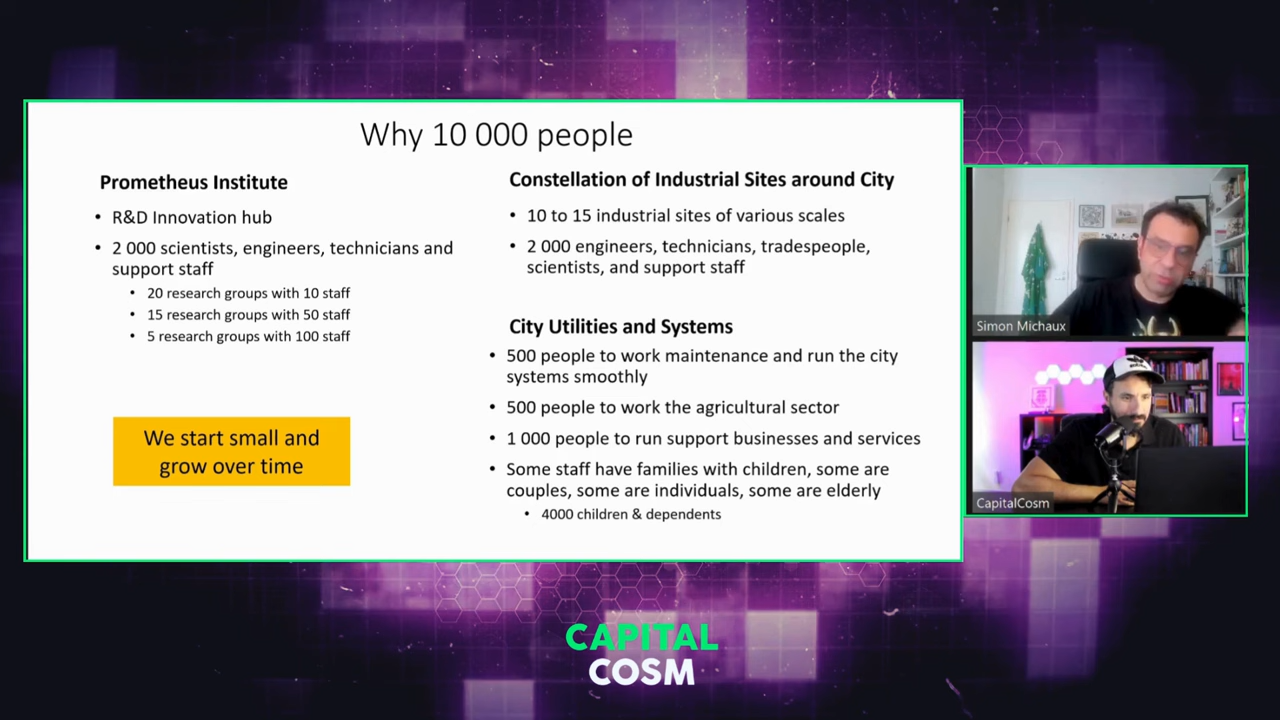 Why 10 000 people
Prometheus Institute
• R&D Innovation hub
• 2 000 scientists, engineers, technicians and
support staff
• 20 research groups with 10 staff
• 15 research groups with 50 staff
• 5 research groups with 100 staff
We start small and
grow over time
Constellation of Industrial Sites around City
• 10 to 15 industrial sites of various scales
• 2 000 engineers, technicians, tradespeople,
scientists, and support staff
City Utilities and Systems
• 500 people to work maintenance and run the city
systems smoothly
• 500 people to work the agricultural sector
• 1 000 people to run support businesses and services
• Some staff have families with children, some are
couples, some are individuals, some are elderly
• 4000 children & dependents
Simon Michaux
CapitalCosm
CAPITAL
COSM